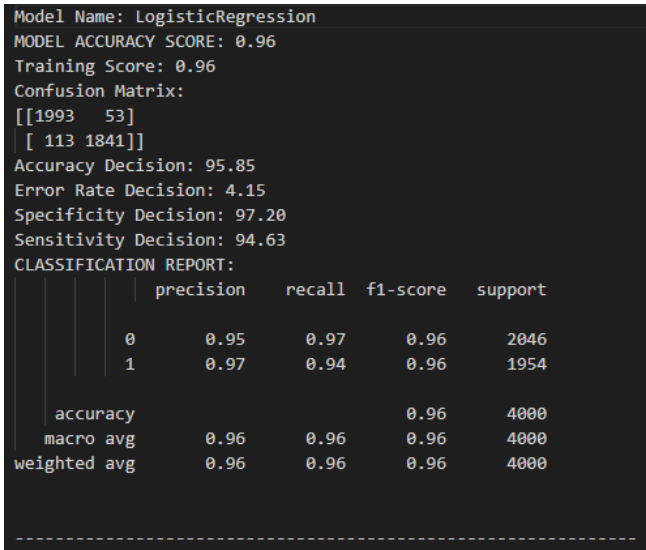 Model Name: LogisticRegression
MODEL ACCURACY SCORE: 0.96
Training Score: 0.96
Confusion Matrix:
[[1993   53]
 [ 113 1841]]
Accuracy Decision: 95.85
Error Rate Decision: 4.15
Specificity Decision: 97.20
Sensitivity Decision: 94.63
CLASSIFICATION REPORT:
              precision    recall  f1-score   support
           0       0.95      0.97      0.96      2046
           1       0.97      0.94      0.96      1954
    accuracy                           0.96      4000
   macro avg       0.96      0.96      0.96      4000
weighted avg       0.96      0.96      0.96      4000
--------------------------------------------------------------